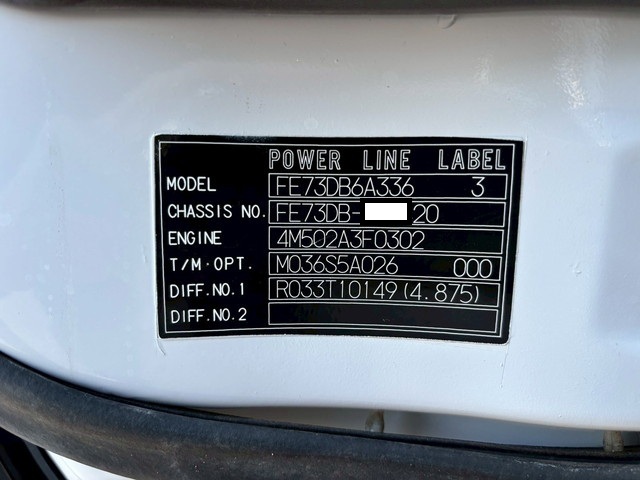 POWER LINE LABEL
MODEL FE73DB6A336 3
CHASSIS NO. FE73DB- 20
ENGINE 4M502A3F0302
T/M·OPT. M036S5A026 000
DIFF.NO.1 R033T10149(4.875)
DIFF.NO.2